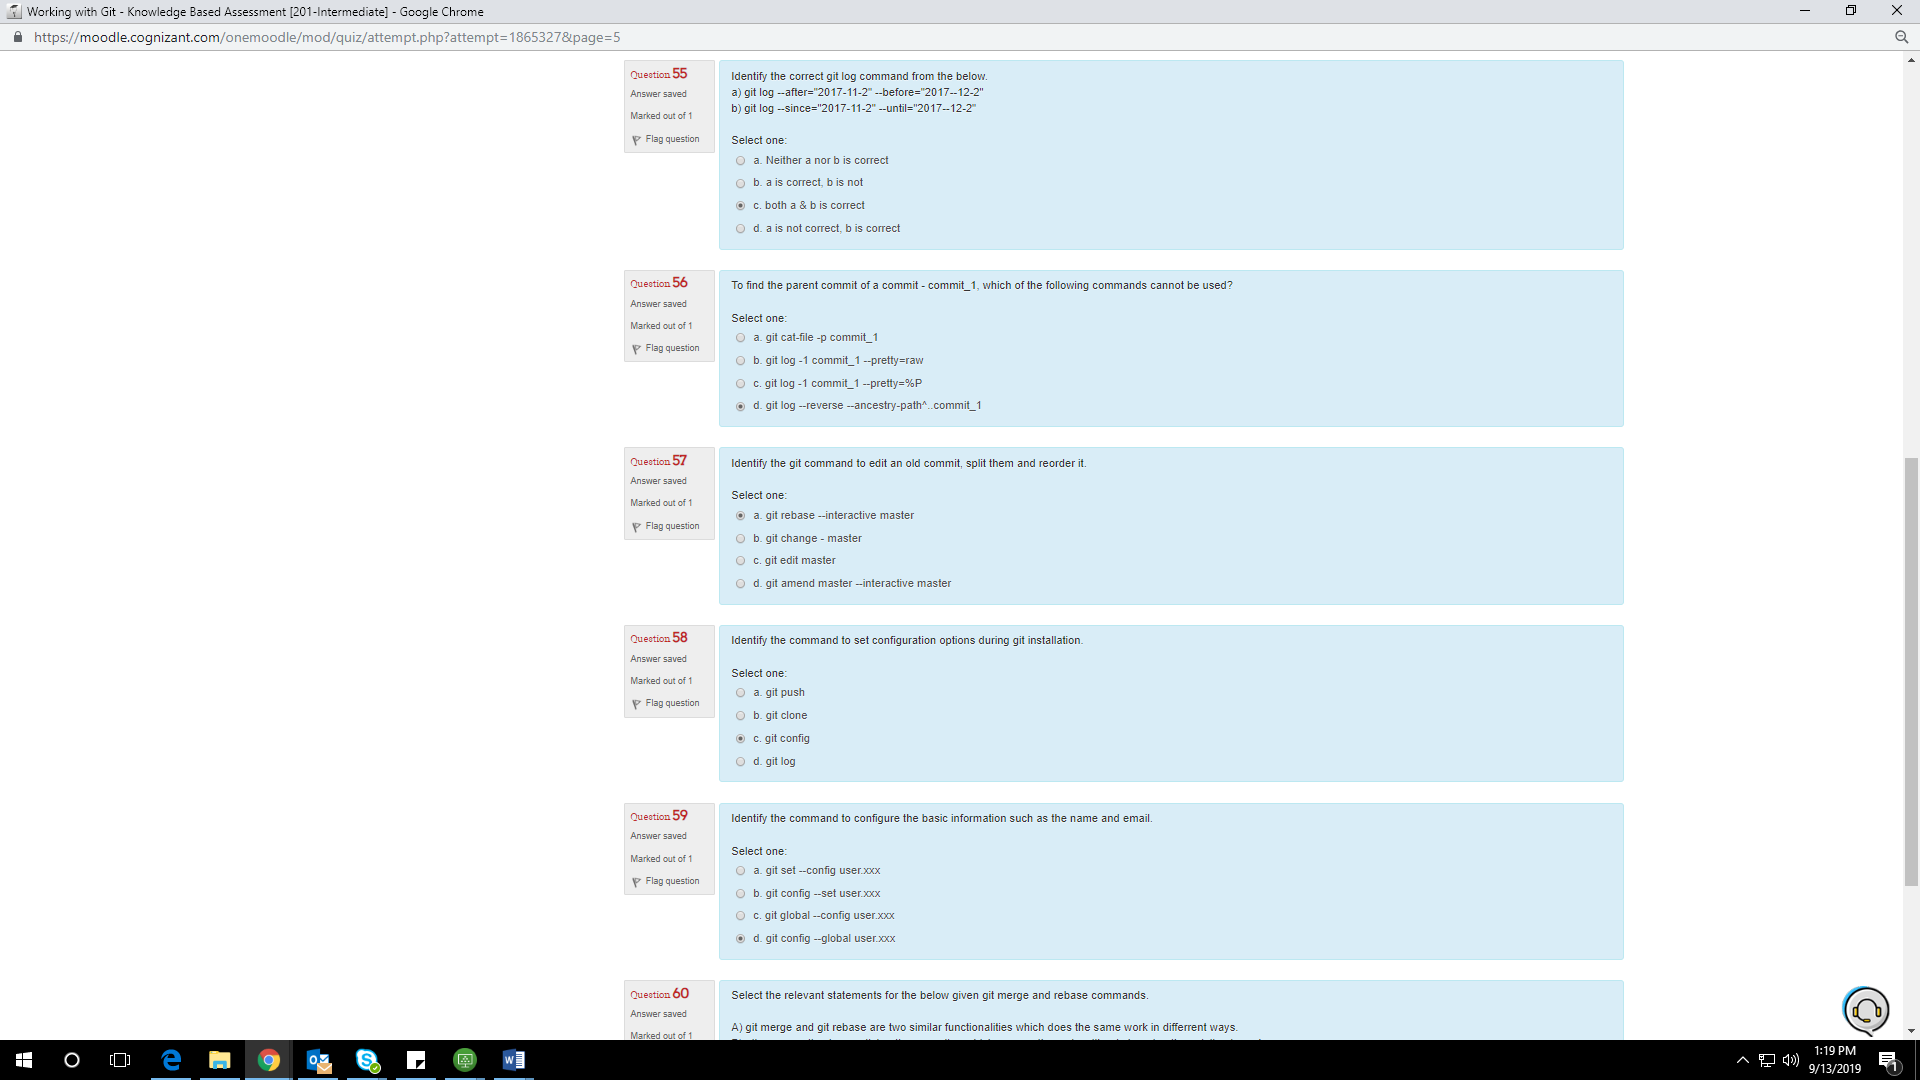 Working with Git - Knowledge Based Assessment [201-Intermediate] - Google Chrome
https://moodle.cognizant.com/onemoodle/mod/quiz/attempt.php?attempt=1865327&page=5
Question 55
Answer saved
Marked out of 1
Flag question
Identify the correct git log command from the below.
a) git log --after="2017-11-2" --before="2017--12-2"
b) git log --since="2017-11-2" --until="2017--12-2"
Select one:
a. Neither a nor b is correct
b. a is correct, b is not
c. both a & b is correct
d. a is not correct, b is correct
Question 56
Answer saved
Marked out of 1
Flag question
To find the parent commit of a commit - commit_1, which of the following commands cannot be used?
Select one:
a. git cat-file -p commit_1
b. git log -1 commit_1 --pretty=raw
c. git log -1 commit_1 --pretty=%P
d. git log --reverse --ancestry-path^..commit_1
Question 57
Answer saved
Marked out of 1
Flag question
Identify the git command to edit an old commit, split them and reorder it.
Select one:
a. git rebase --interactive master
b. git change - master
c. git edit master
d. git amend master --interactive master
Question 58
Answer saved
Marked out of 1
Flag question
Identify the command to set configuration options during git installation.
Select one:
a. git push
b. git clone
c. git config
d. git log
Question 59
Answer saved
Marked out of 1
Flag question
Identify the command to configure the basic information such as the name and email.
Select one:
a. git set --config user.xxx
b. git config --set user.xxx
c. git global --config user.xxx
d. git config --global user.xxx
Question 60
Answer saved
Marked out of 1
Select the relevant statements for the below given git merge and rebase commands.
A) git merge and git rebase are two similar functionalities which does the same work in differrent ways.
1:19 PM
9/13/2019
1